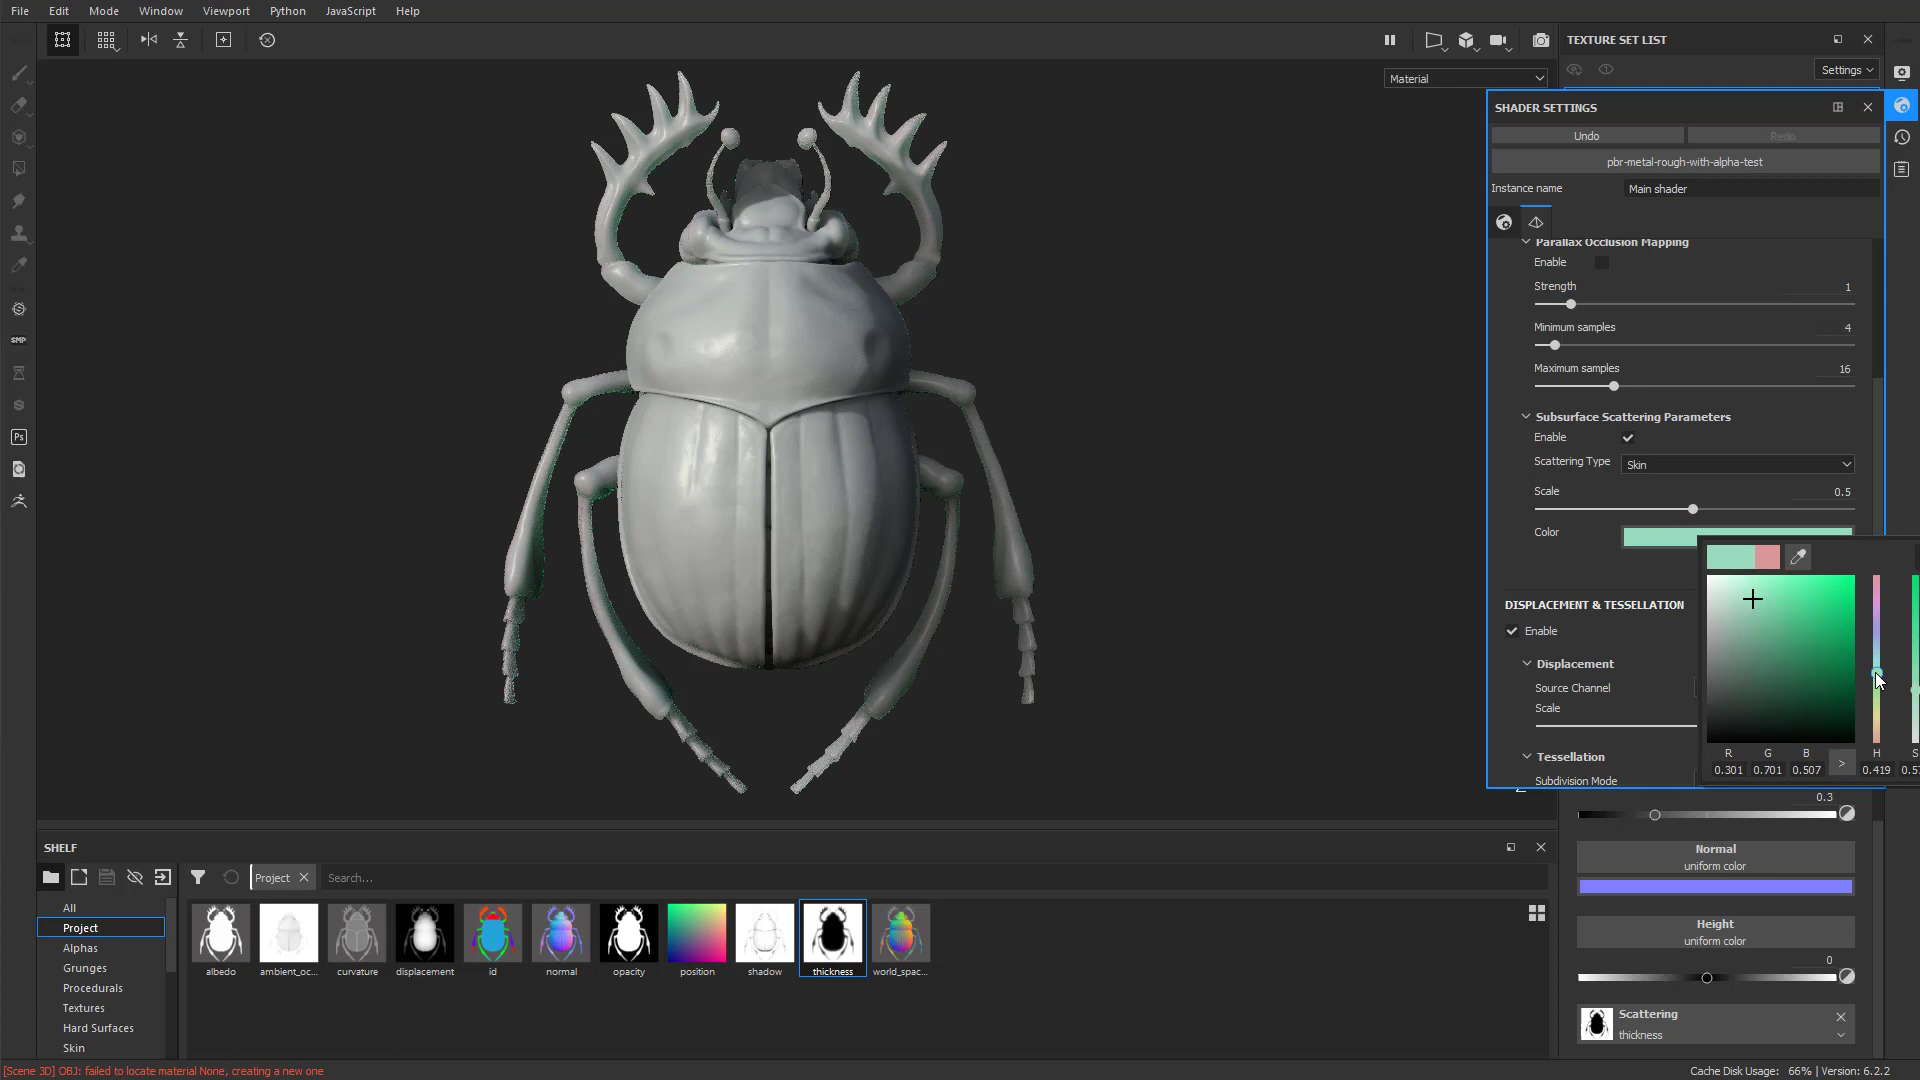 File Edit Mode Window Viewport Python JavaScript Help
TEXTURE SET LIST
Settings
Material
SHADER SETTINGS
Undo Redo
pbr-metal-rough-with-alpha-test
Instance name Main shader
Parallax Occlusion Mapping
Enable
Strength 1
Minimum samples 4
Maximum samples 16
Subsurface Scattering Parameters
Enable
Scattering Type Skin
Scale 0.5
Color
DISPLACEMENT & TESSELLATION
Enable
Displacement
Source Channel
Scale
Tessellation
Subdivision Mode
R G B H S
0.301 0.701 0.507 > 0.419 0.57
SMP
Ps
0.3
Normal
uniform color
Height
uniform color
0
Scattering
thickness
SHELF
Project Search...
All
Project
Alphas
Grunges
Procedurals
Textures
Hard Surfaces
Skin
albedo ambient_oc... curvature displacement id normal opacity position shadow thickness world_spac...
[Scene 3D] OBJ: failed to locate material None, creating a new one
Cache Disk Usage: 66% | Version: 6.2.2